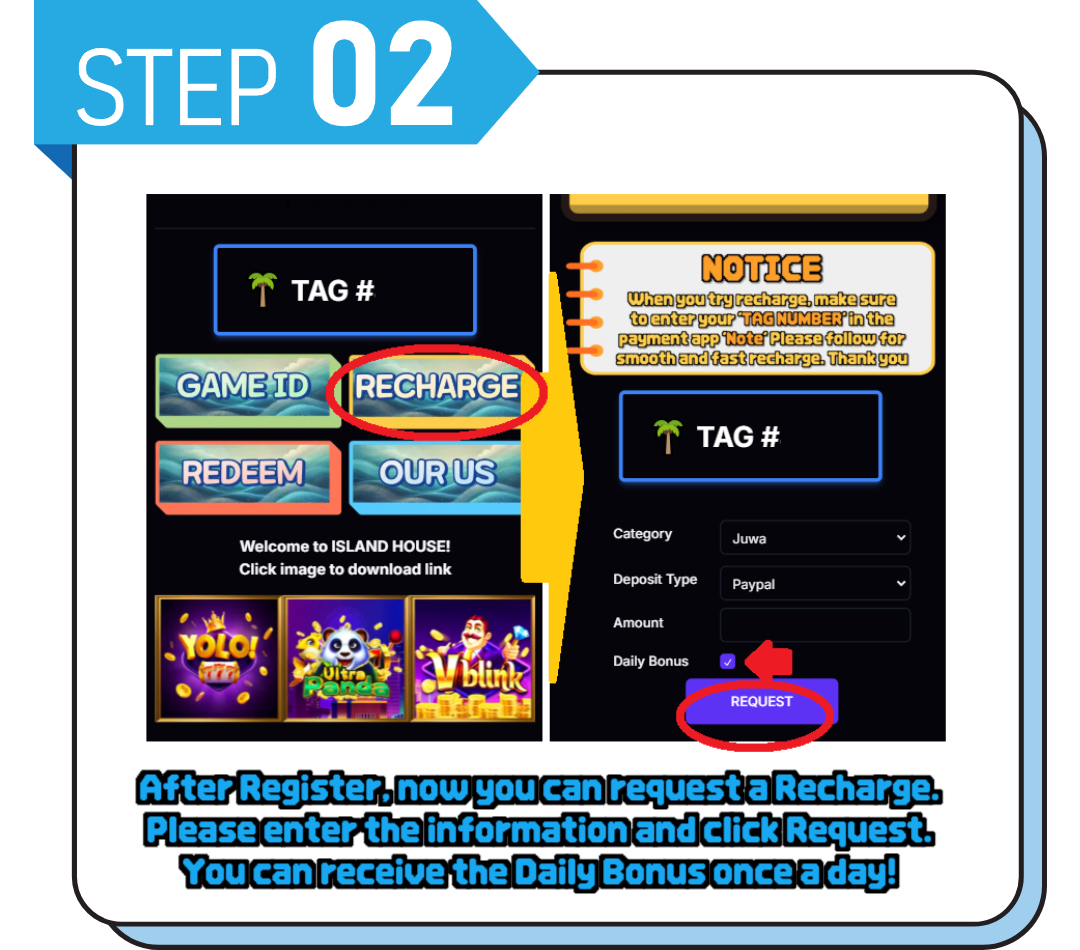 STEP 02
TAG #
GAME ID
RECHARGE
REDEEM
OUR US
Welcome to ISLAND HOUSE!
Click image to download link
YOLO!
777
Ultra
Panda
Vblink
NOTICE
When you try recharge, make sure
to enter your 'TAG NUMBER' in the
payment app 'Note' Please follow for
smooth and fast recharge. Thank you
TAG #
Category
Juwa
Deposit Type
Paypal
Amount
Daily Bonus
REQUEST
After Register, now you can request a Recharge.
Please enter the information and click Request.
You can receive the Daily Bonus once a day!